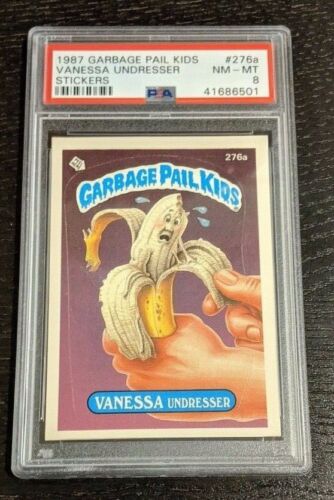 1987 GARBAGE PAIL KIDS #276a
VANESSA UNDRESSER NM - MT
STICKERS PSA 8
41686501
276a
GARBAGE PAIL KIDS
VANESSA UNDRESSER